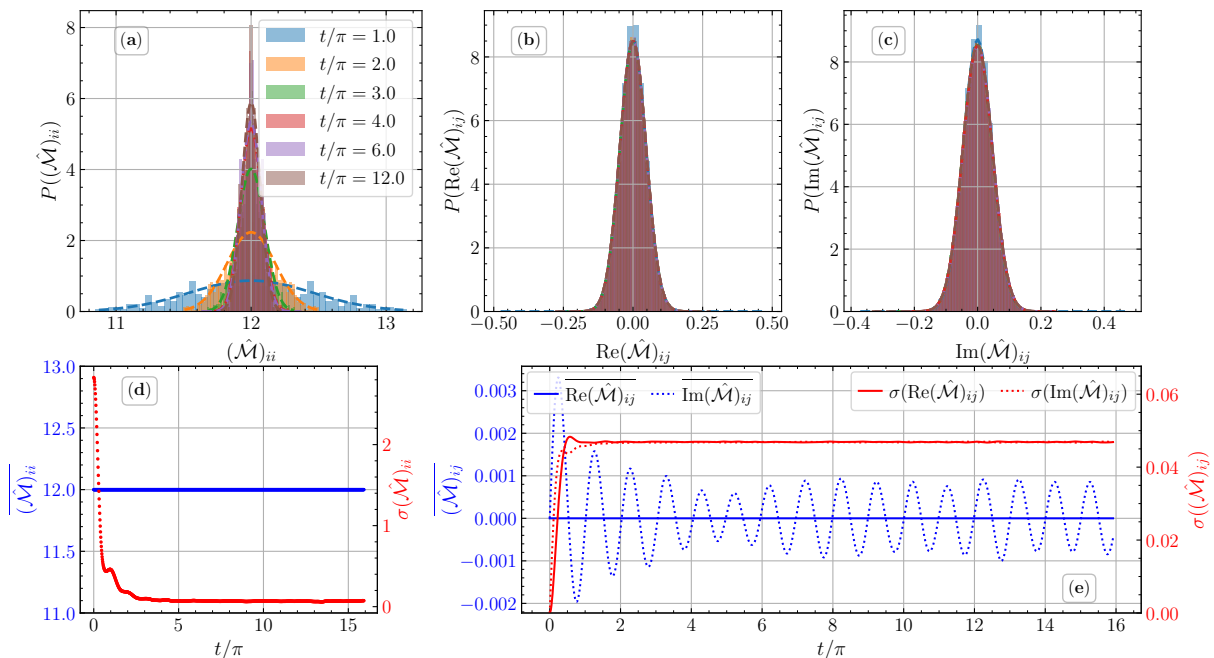 (a)
t/π = 1.0
t/π = 2.0
t/π = 3.0
t/π = 4.0
t/π = 6.0
t/π = 12.0
8
6
4
2
0
P((ℳ̂)ᵢᵢ)
11 12 13
(ℳ̂)ᵢᵢ
(b)
8
6
4
2
0
P(Re(ℳ̂)ᵢⱼ)
−0.50 −0.25 0.00 0.25 0.50
Re(ℳ̂)ᵢⱼ
(c)
8
6
4
2
0
P(Im(ℳ̂)ᵢⱼ)
−0.4 −0.2 0.0 0.2 0.4
Im(ℳ̂)ᵢⱼ
(d)
13.0
12.5
12.0
11.5
11.0
(ℳ̂)ᵢᵢ
2
1
0
σ(ℳ̂)ᵢᵢ
0 5 10 15
t/π
Re(ℳ̂)ᵢⱼ Im(ℳ̂)ᵢⱼ
σ(Re(ℳ̂)ᵢⱼ) σ(Im(ℳ̂)ᵢⱼ)
0.003
0.002
0.001
0.000
−0.001
−0.002
(ℳ̂)ᵢⱼ
0.06
0.04
0.02
0.00
σ((ℳ̂)ᵢⱼ)
(e)
0 2 4 6 8 10 12 14 16
t/π